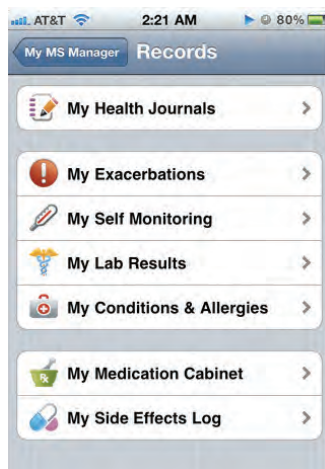 AT&T 2:21 AM 80%
My MS Manager Records
My Health Journals
My Exacerbations
My Self Monitoring
My Lab Results
My Conditions & Allergies
Rx My Medication Cabinet
My Side Effects Log